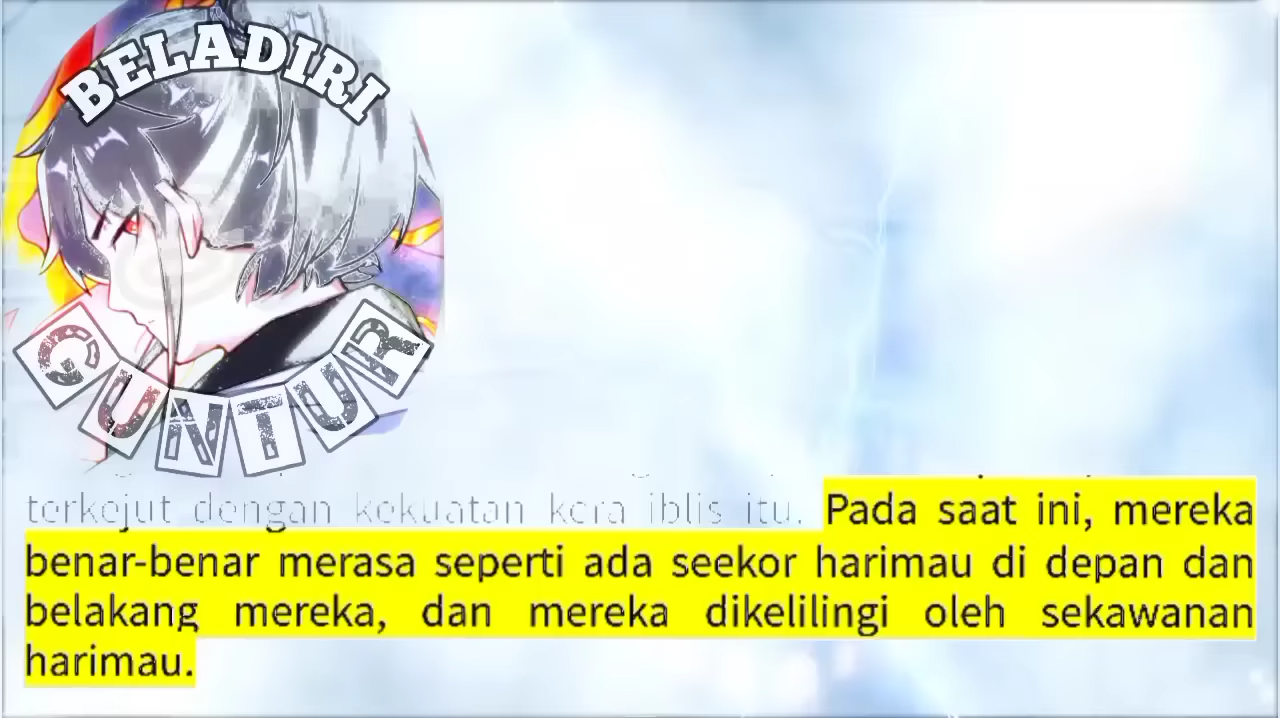 BELADIRI
GUNTUR
terkejut dengan kekuatan kera iblis itu. Pada saat ini, mereka
benar-benar merasa seperti ada seekor harimau di depan dan
belakang mereka, dan mereka dikelilingi oleh sekawanan
harimau.